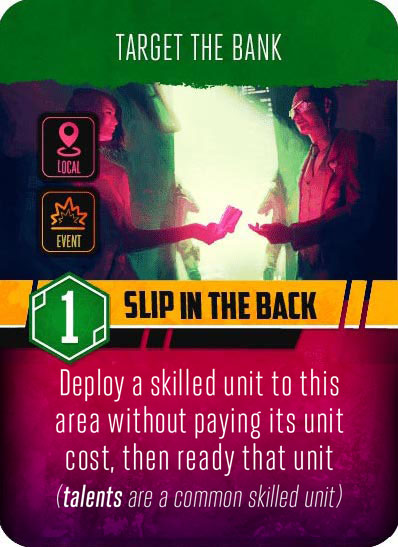 TARGET THE BANK
LOCAL
EVENT
1
SLIP IN THE BACK
Deploy a skilled unit to this
area without paying its unit
cost, then ready that unit
(talents are a common skilled unit)